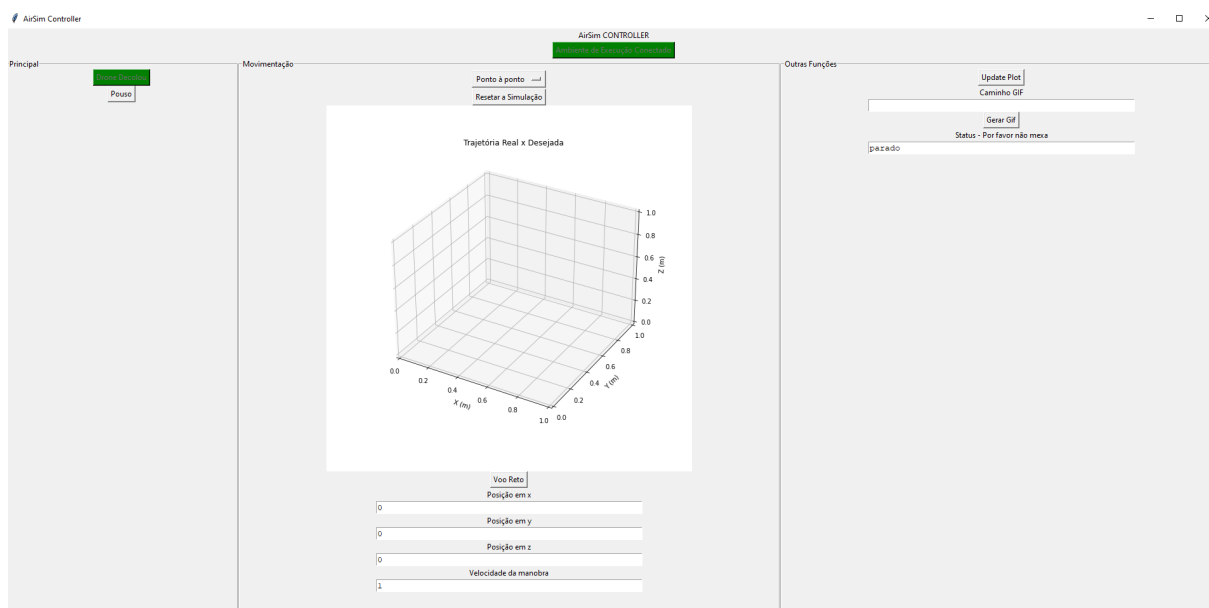 AirSim Controller
AirSim CONTROLLER
Ambiente de Execução Conectado
Principal
Drone Decolou
Pouso
Movimentação
Ponto à ponto
Resetar a Simulação
Trajetória Real x Desejada
1.0
0.8
0.6
0.4
0.2
0.0
Z (m)
1.0
0.8
0.6
0.4
0.2
0.0
Y (m)
0.0
0.2
0.4
0.6
0.8
1.0
X (m)
Voo Reto
Posição em x
0
Posição em y
0
Posição em z
0
Velocidade da manobra
1
Outras Funções
Update Plot
Caminho GIF
Gerar Gif
Status - Por favor não mexa
parado